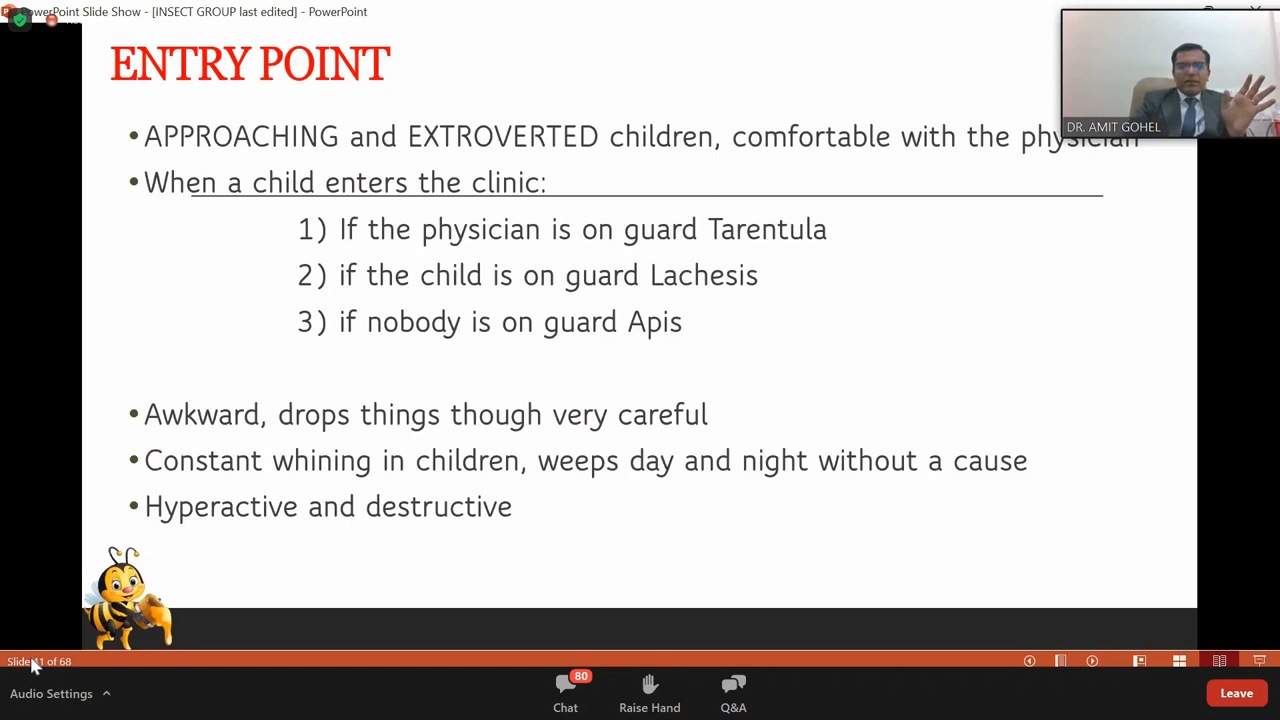 PowerPoint Slide Show - [INSECT GROUP last edited] - PowerPoint
ENTRY POINT
DR. AMIT GOHEL
•APPROACHING and EXTROVERTED children, comfortable with the physician
•When a child enters the clinic:
1) If the physician is on guard Tarentula
2) if the child is on guard Lachesis
3) if nobody is on guard Apis
•Awkward, drops things though very careful
•Constant whining in children, weeps day and night without a cause
•Hyperactive and destructive
Slide 41 of 68
Audio Settings
80
Chat
Raise Hand
Q&A
Leave